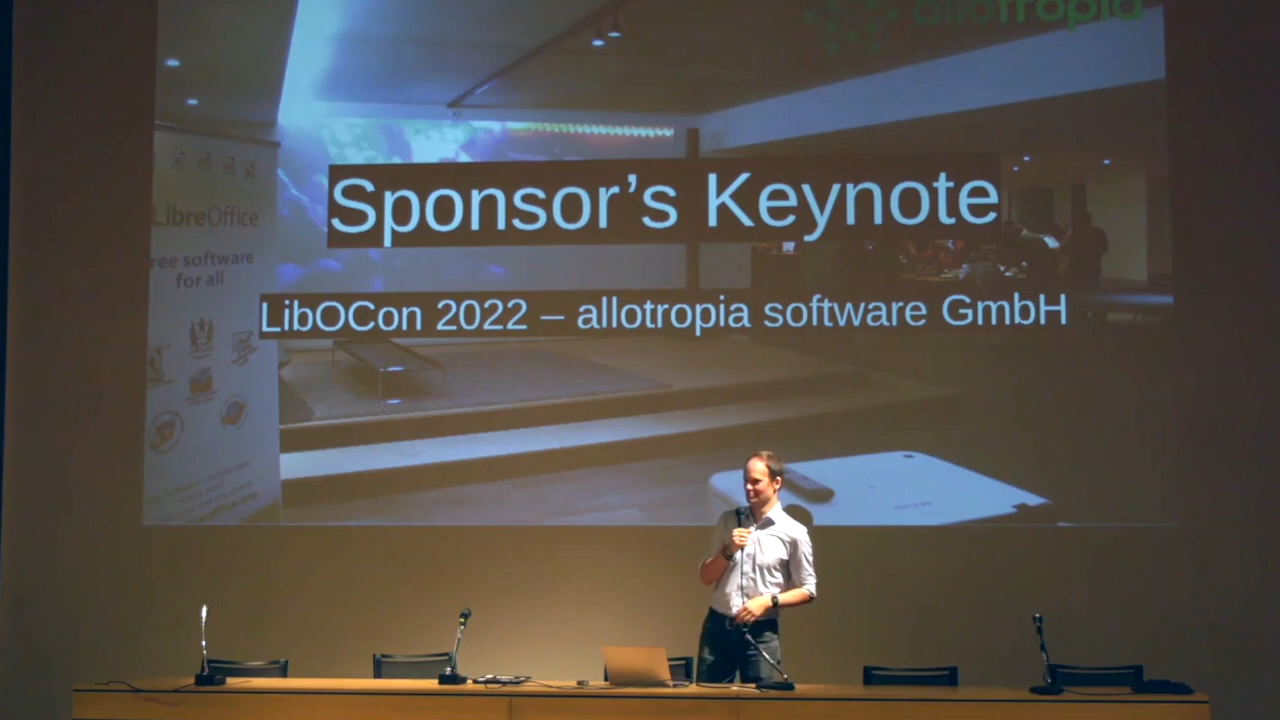 allotropia
Sponsor’s Keynote
LibOCon 2022 – allotropia software GmbH
LibreOffice
ree software
for all